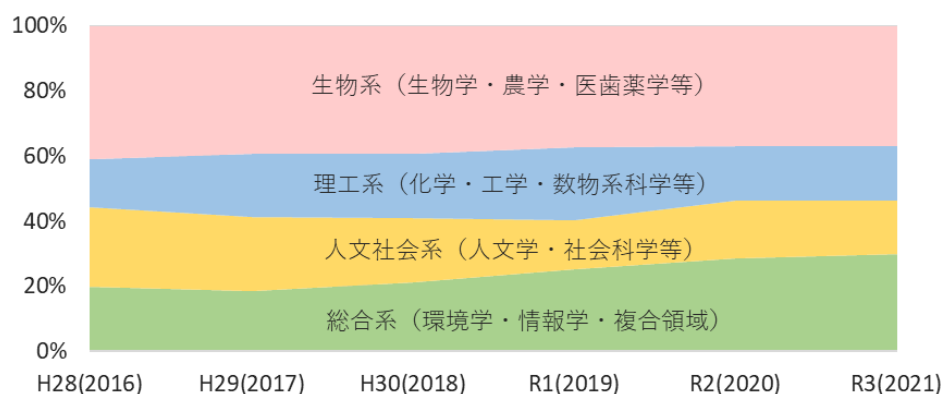 100%
80%
60%
40%
20%
0%
生物系（生物学・農学・医歯薬学等）
理工系（化学・工学・数物系科学等）
人文社会系（人文学・社会科学等）
総合系（環境学・情報学・複合領域）
H28(2016) H29(2017) H30(2018) R1(2019) R2(2020) R3(2021)